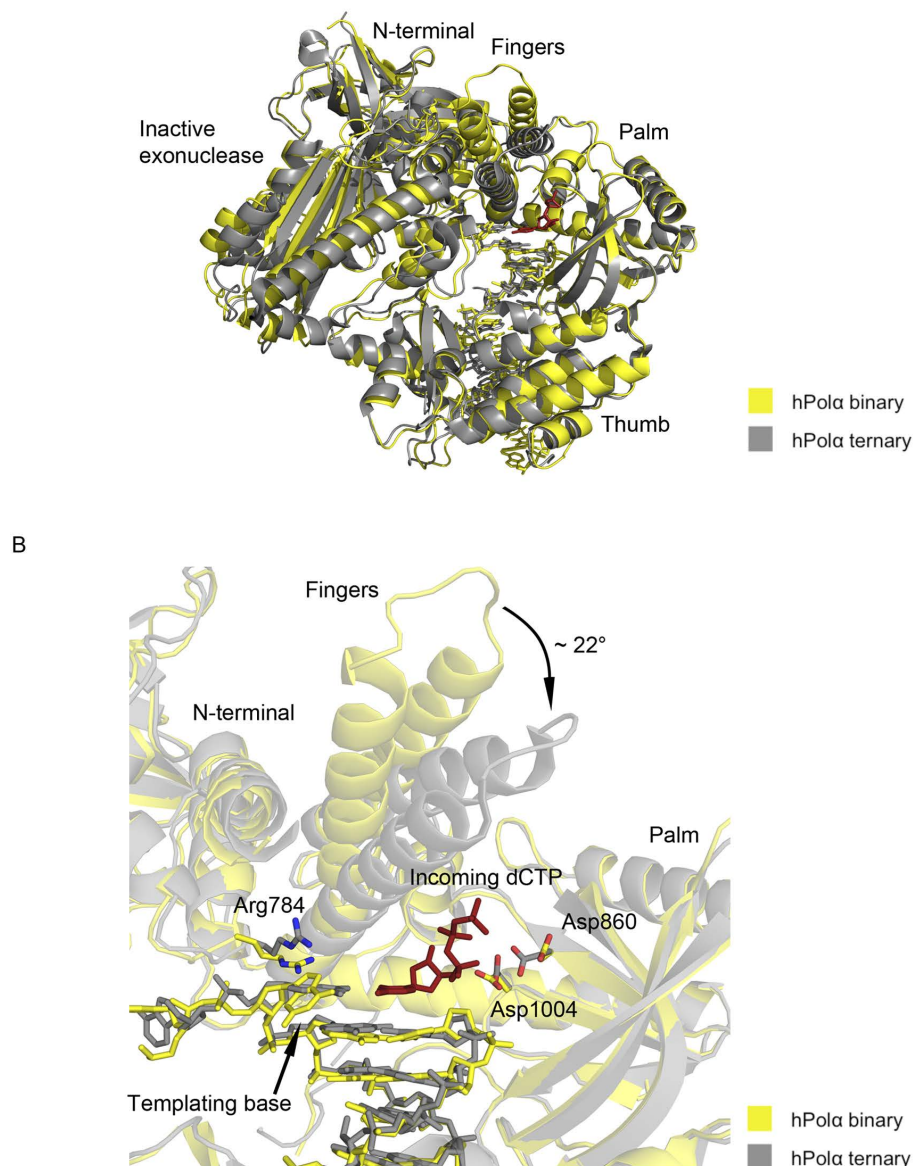 N-terminal
Fingers
Inactive
exonuclease
Palm
Thumb
hPolα binary
hPolα ternary
B
Fingers
~ 22°
N-terminal
Palm
Incoming dCTP
Arg784
Asp860
Asp1004
Templating base
hPolα binary
hPolα ternary